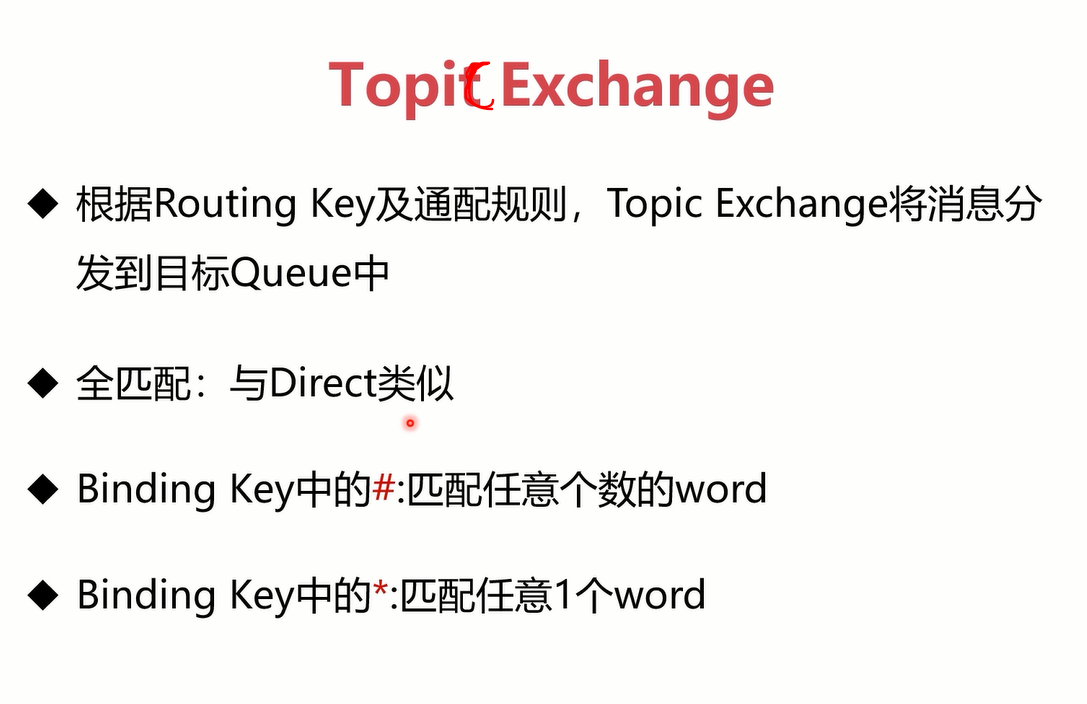 Topit Exchange
根据Routing Key及通配规则，Topic Exchange将消息分
发到目标Queue中
全匹配：与Direct类似
Binding Key中的#:匹配任意个数的word
Binding Key中的*:匹配任意1个word